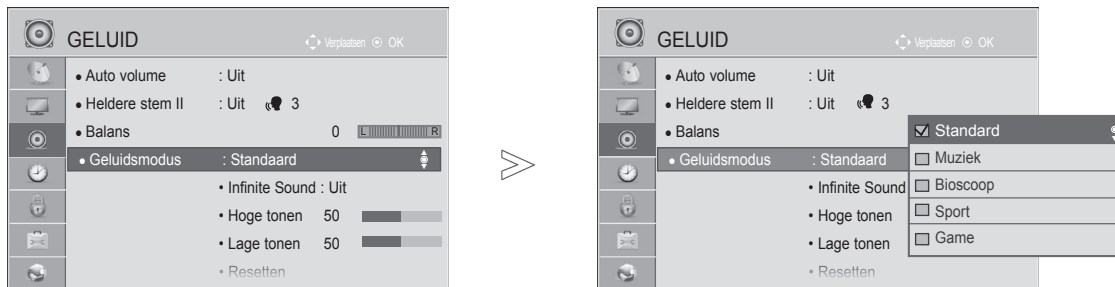 GELUID
Verplaatsen OK
• Auto volume : Uit
• Heldere stem II : Uit 3
• Balans 0 L R
• Geluidsmodus : Standaard
• Infinite Sound : Uit
• Hoge tonen 50
• Lage tonen 50
• Resetten
GELUID
Verplaatsen OK
• Auto volume : Uit
• Heldere stem II : Uit 3
• Balans
• Geluidsmodus : Standaard
• Infinite Sound
• Hoge tonen
• Lage tonen
• Resetten
Standard
Muziek
Bioscoop
Sport
Game